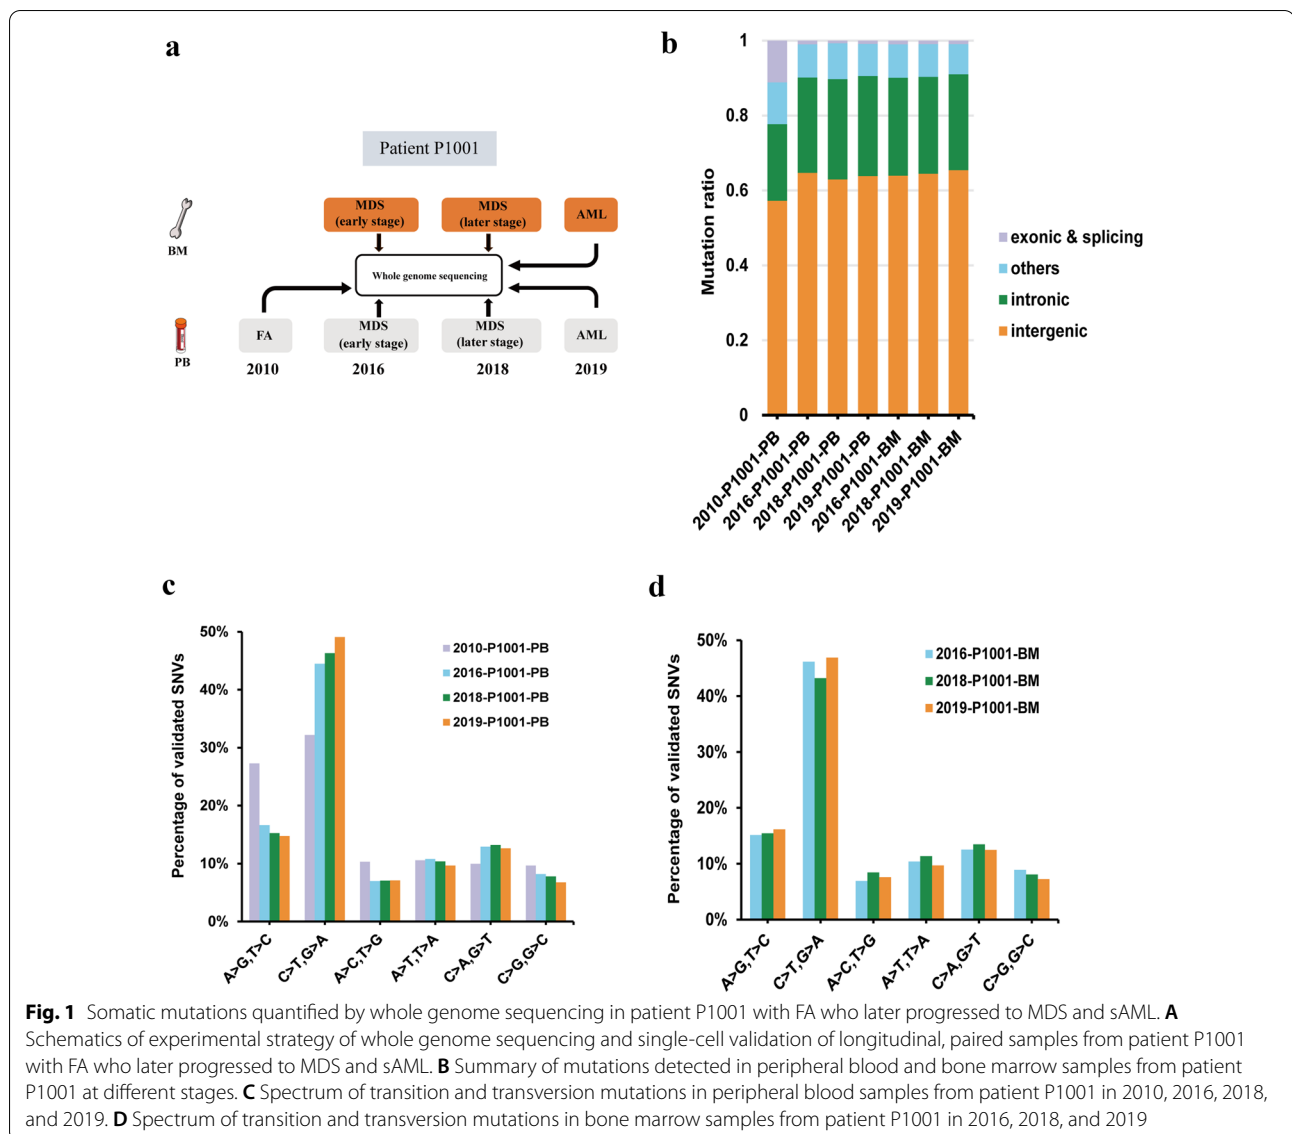 a
Patient P1001
BM
MDS
(early stage)
MDS
(later stage)
AML
Whole genome sequencing
PB
FA
MDS
(early stage)
MDS
(later stage)
AML
2010
2016
2018
2019
b
Mutation ratio
1
0.8
0.6
0.4
0.2
0
2010-P1001-PB
2016-P1001-PB
2018-P1001-PB
2019-P1001-PB
2016-P1001-BM
2018-P1001-BM
2019-P1001-BM
exonic & splicing
others
intronic
intergenic
c
Percentage of validated SNVs
50%
40%
30%
20%
10%
0%
A>G,T>C
C>T,G>A
A>C,T>G
A>T,T>A
C>A,G>T
C>G,G>C
2010-P1001-PB
2016-P1001-PB
2018-P1001-PB
2019-P1001-PB
d
Percentage of validated SNVs
50%
40%
30%
20%
10%
0%
A>G,T>C
C>T,G>A
A>C,T>G
A>T,T>A
C>A,G>T
C>G,G>C
2016-P1001-BM
2018-P1001-BM
2019-P1001-BM
Fig. 1 Somatic mutations quantified by whole genome sequencing in patient P1001 with FA who later progressed to MDS and sAML. A
Schematics of experimental strategy of whole genome sequencing and single-cell validation of longitudinal, paired samples from patient P1001
with FA who later progressed to MDS and sAML. B Summary of mutations detected in peripheral blood and bone marrow samples from patient
P1001 at different stages. C Spectrum of transition and transversion mutations in peripheral blood samples from patient P1001 in 2010, 2016, 2018,
and 2019. D Spectrum of transition and transversion mutations in bone marrow samples from patient P1001 in 2016, 2018, and 2019